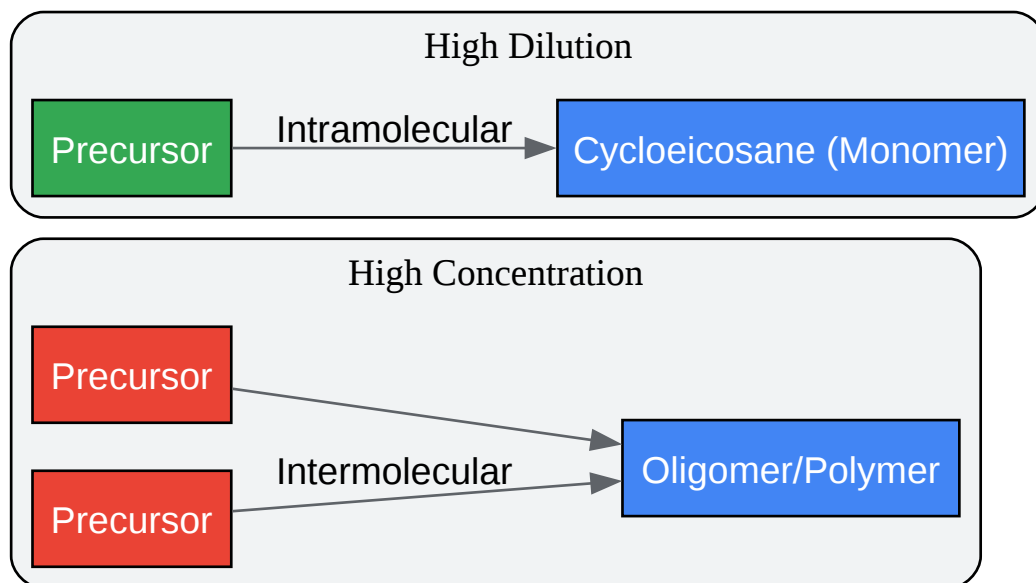 High Dilution
Precursor
Intramolecular
Cycloeicosane (Monomer)
High Concentration
Precursor
Precursor
Intermolecular
Oligomer/Polymer